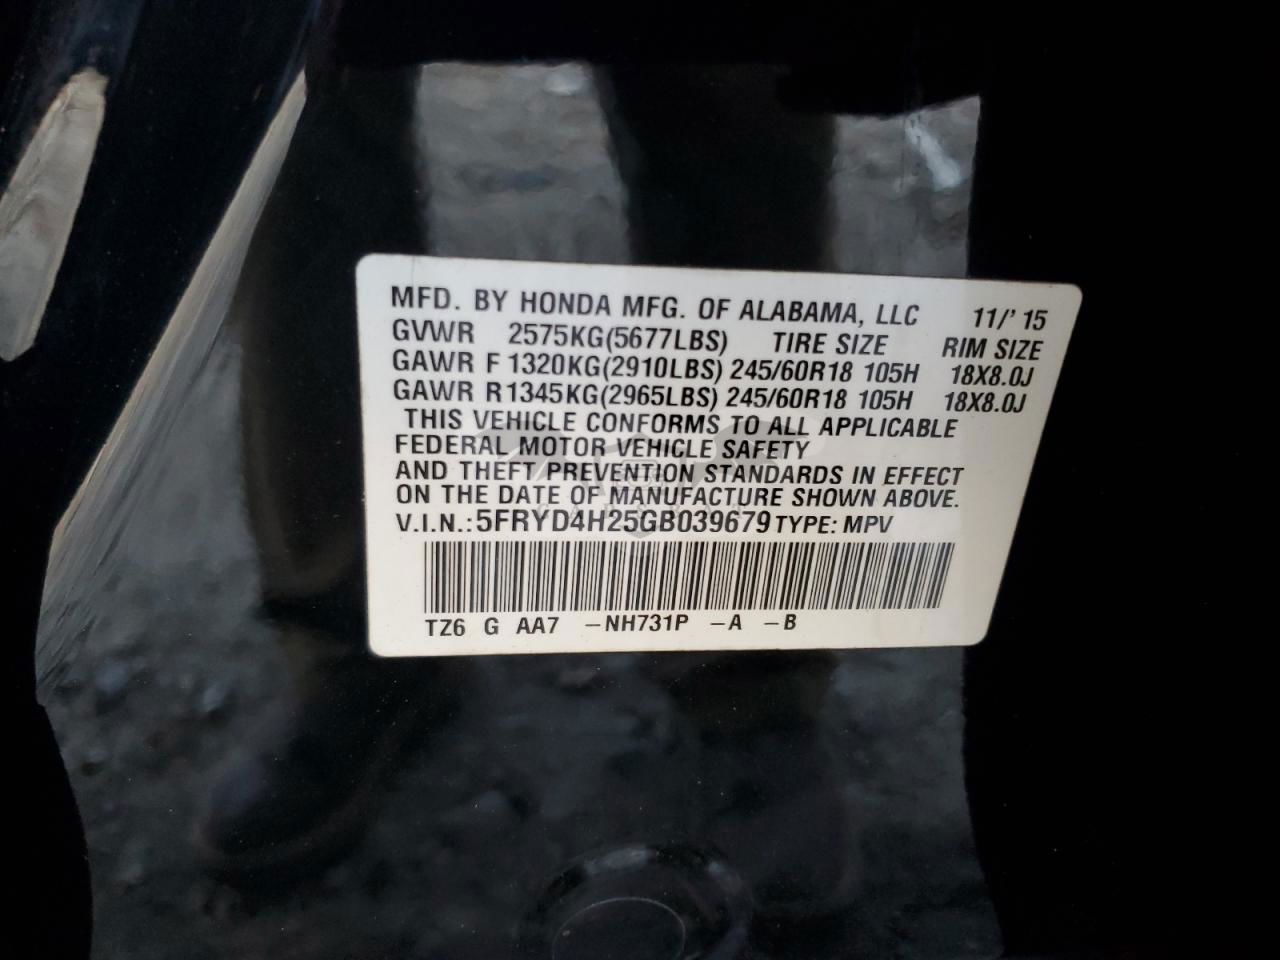 MFD. BY HONDA MFG. OF ALABAMA, LLC 11/'15
GVWR 2575KG(5677LBS) TIRE SIZE RIM SIZE
GAWR F 1320KG(2910LBS) 245/60R18 105H 18X8.0J
GAWR R1345KG(2965LBS) 245/60R18 105H 18X8.0J
THIS VEHICLE CONFORMS TO ALL APPLICABLE
FEDERAL MOTOR VEHICLE SAFETY
AND THEFT PREVENTION STANDARDS IN EFFECT
ON THE DATE OF MANUFACTURE SHOWN ABOVE.
V.I.N.:5FRYD4H25GB039679 TYPE: MPV
TZ6 G AA7 –NH731P –A –B